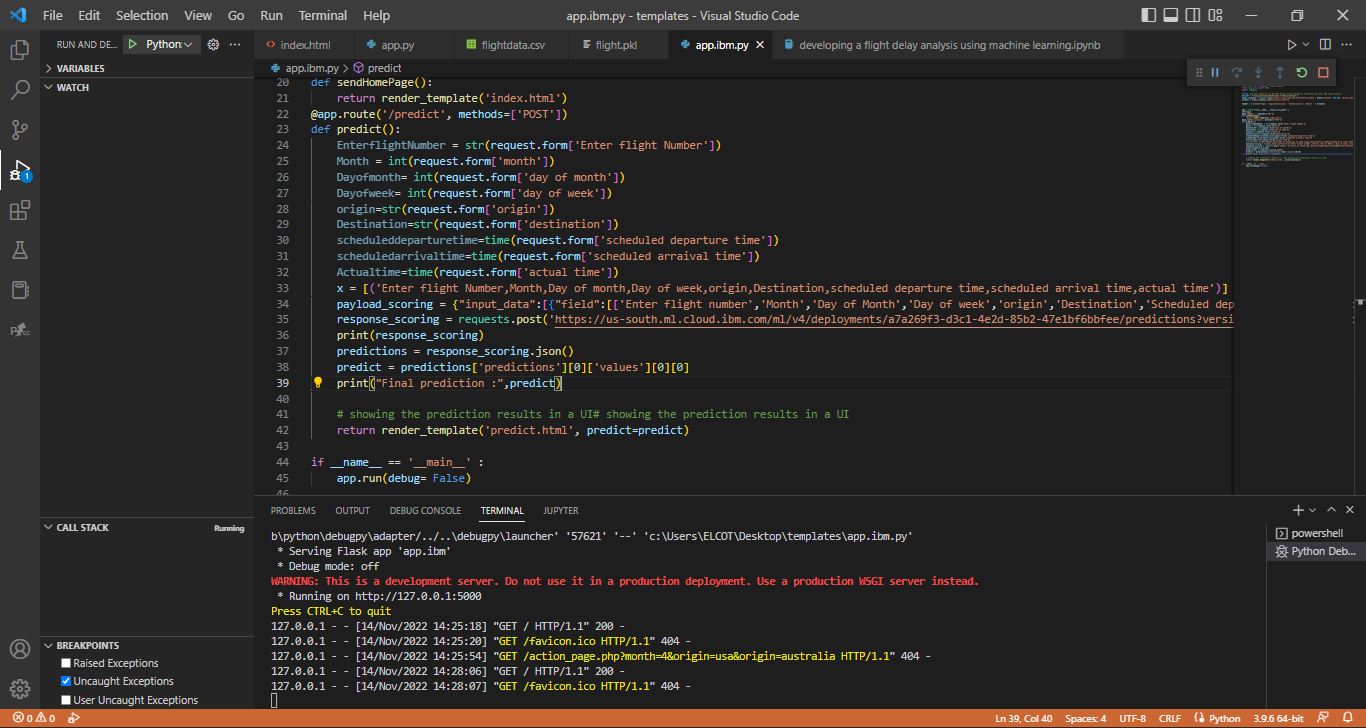 File Edit Selection View Go Run Terminal Help app.ibm.py - templates - Visual Studio Code
RUN AND DE... Python: index.html app.py flightdata.csv flight.pkl app.ibm.py developing a flight delay analysis using machine learning.ipynb
VARIABLES
WATCH
app.ibm.py > predict
20 def sendHomePage():
21 return render_template('index.html')
22 @app.route('/predict', methods=['POST'])
23 def predict():
24 EnterflightNumber = str(request.form['Enter flight Number'])
25 Month = int(request.form['month'])
26 Dayofmonth= int(request.form['day of month'])
27 Dayofweek= int(request.form['day of week'])
28 origin=str(request.form['origin'])
29 Destination=str(request.form['destination'])
30 scheduleddeparturetime=time(request.form['scheduled departure time'])
31 scheduledarrivaltime=time(request.form['scheduled arraival time'])
32 Actualtime=time(request.form['actual time'])
33 x = [('Enter flight Number,Month,Day of month,Day of week,origin,Destination,scheduled departure time,scheduled arrival time,actual time')]
34 payload_scoring = {"input_data":[{"field":[['Enter flight number','Month','Day of Month','Day of week','origin','Destination','Scheduled dep
35 response_scoring = requests.post('https://us-south.ml.cloud.ibm.com/ml/v4/deployments/a7a269f3-d3c1-4e2d-85b2-47e1bf6bbfee/predictions?versi
36 print(response_scoring)
37 predictions = response_scoring.json()
38 predict = predictions['predictions'][0]['values'][0][0]
39 print("Final prediction :",predict)
40
41 # showing the prediction results in a UI# showing the prediction results in a UI
42 return render_template('predict.html', predict=predict)
43
44 if __name__ == '__main__' :
45 app.run(debug= False)
46
CALL STACK Running
BREAKPOINTS
Raised Exceptions
Uncaught Exceptions
User Uncaught Exceptions
1
PROBLEMS OUTPUT DEBUG CONSOLE TERMINAL JUPYTER
b\python\debugpy\adapter/../..\debugpy\launcher' '57621' '--' 'c:\Users\ELCOT\Desktop\templates\app.ibm.py'
* Serving Flask app 'app.ibm'
* Debug mode: off
WARNING: This is a development server. Do not use it in a production deployment. Use a production WSGI server instead.
* Running on http://127.0.0.1:5000
Press CTRL+C to quit
127.0.0.1 - - [14/Nov/2022 14:25:18] "GET / HTTP/1.1" 200 -
127.0.0.1 - - [14/Nov/2022 14:25:20] "GET /favicon.ico HTTP/1.1" 404 -
127.0.0.1 - - [14/Nov/2022 14:25:54] "GET /action_page.php?month=4&origin=usa&origin=australia HTTP/1.1" 404 -
127.0.0.1 - - [14/Nov/2022 14:28:06] "GET / HTTP/1.1" 200 -
127.0.0.1 - - [14/Nov/2022 14:28:07] "GET /favicon.ico HTTP/1.1" 404 -
powershell
Python Deb...
0 0 Ln 39, Col 40 Spaces: 4 UTF-8 CRLF Python 3.9.6 64-bit